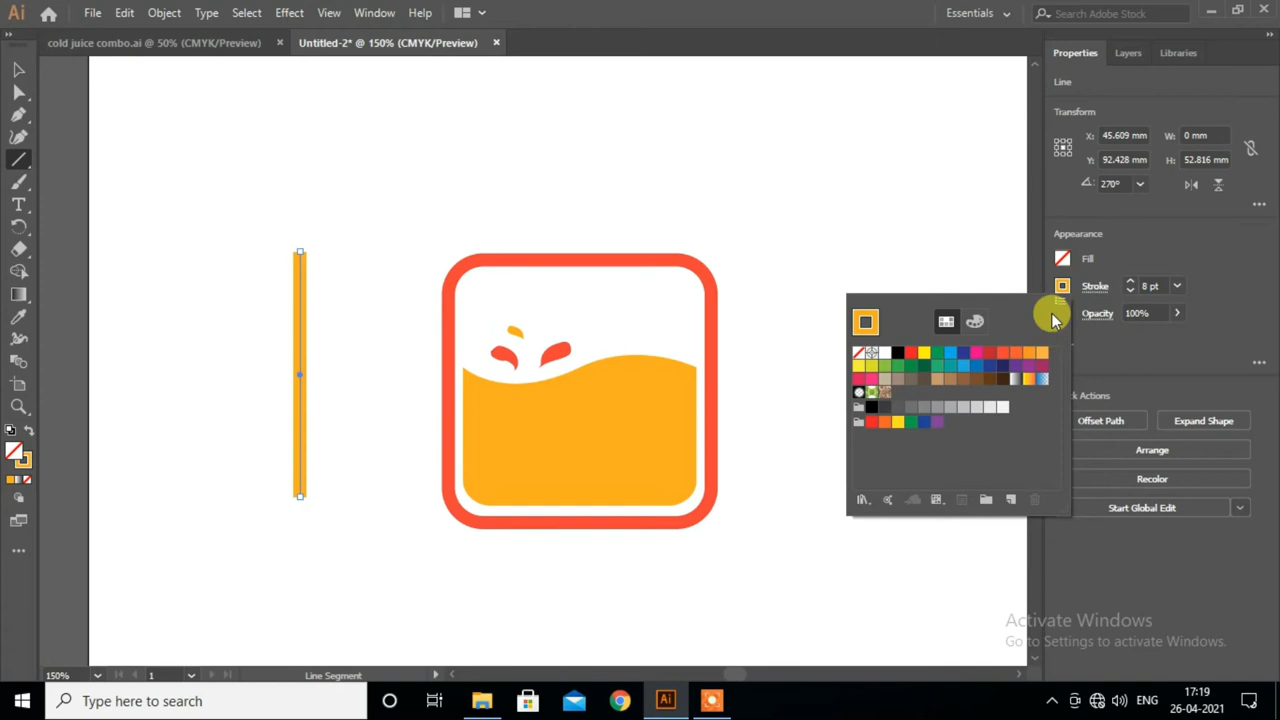 Ai File Edit Object Type Select Effect View Window Help Essentials Search Adobe Stock
cold juice combo.ai @ 50% (CMYK/Preview) × Untitled-2* @ 150% (CMYK/Preview) ×
Properties Layers Libraries
Line
Transform
X: 45.609 mm W: 0 mm
Y: 92.428 mm H: 52.816 mm
270°
Appearance
Fill
Stroke 8 pt
Opacity 100%
k Actions
Offset Path Expand Shape
Arrange
Recolor
Start Global Edit
Activate Windows
Go to Settings to activate Windows.
150% 1 Line Segment
Type here to search Ai ENG 17:19
26-04-2021